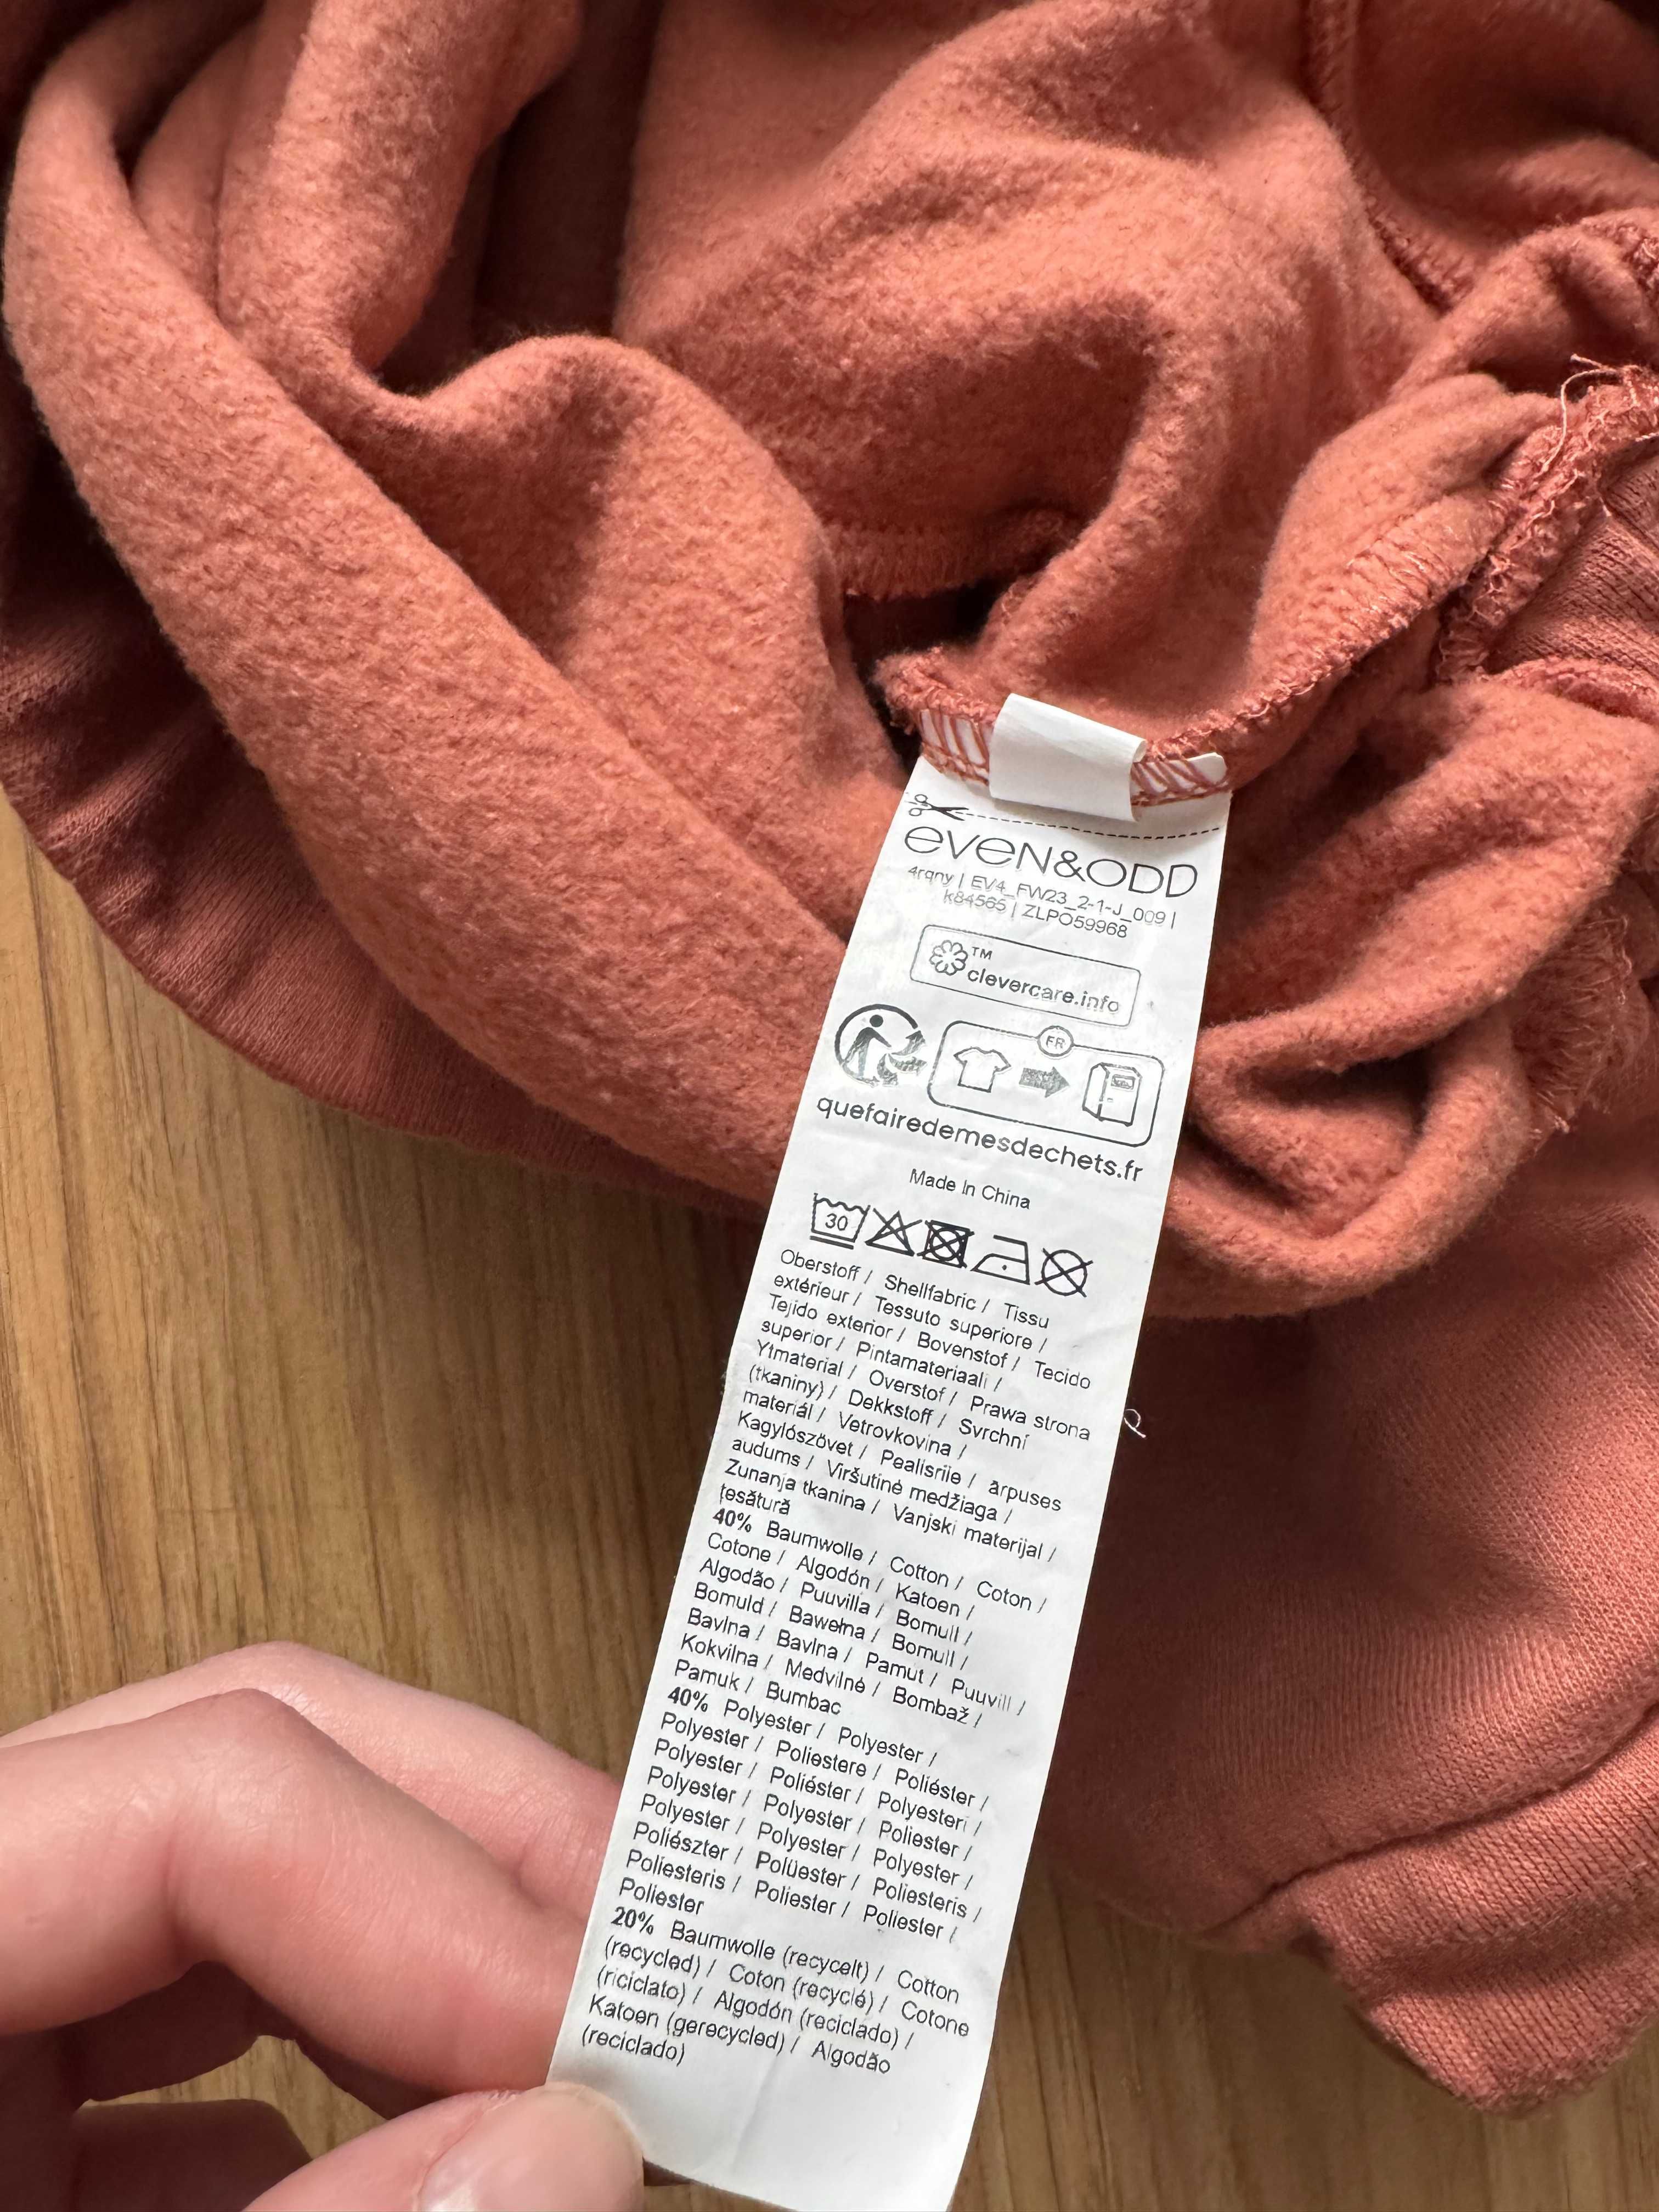 even&odd
4rqny | EV4_FW23_2-1-J_009 |
k84565 | ZLPO59968
TM
clevercare.info
FR
quefairedemesdechets.fr
Made In China
30
Oberstoff / Shellfabric / Tissu
extérieur / Tessuto superiore /
Tejido exterior / Bovenstof / Tecido
superior / Pintamateriaali /
Ytmaterial / Overstof / Prawa strona
(tkaniny) / Dekkstoff / Svrchní
materiál / Vetrovkovina /
Kagylószövet / Pealisriie / ārpuses
audums / Viršutinė medžiaga /
Zunanja tkanina / Vanjski materijal /
țesătură
40% Baumwolle / Cotton / Coton /
Cotone / Algodón / Katoen /
Algodão / Puuvilla / Bomull /
Bomuld / Bawełna / Bomull /
Bavlna / Bavlna / Pamut / Puuvill /
Kokvilna / Medvilnė / Bombaž /
Pamuk / Bumbac
40% Polyester / Polyester /
Polyester / Poliestere / Poliéster /
Polyester / Poliéster / Polyesteri /
Polyester / Polyester / Poliester /
Polyester / Polyester / Polyester /
Poliészter / Polüester / Poliesteris /
Poliesteris / Poliester / Poliester /
Poliester
20% Baumwolle (recycelt) / Cotton
(recycled) / Coton (recyclé) / Cotone
(riciclato) / Algodón (reciclado) /
Katoen (gerecycled) / Algodão
(reciclado)